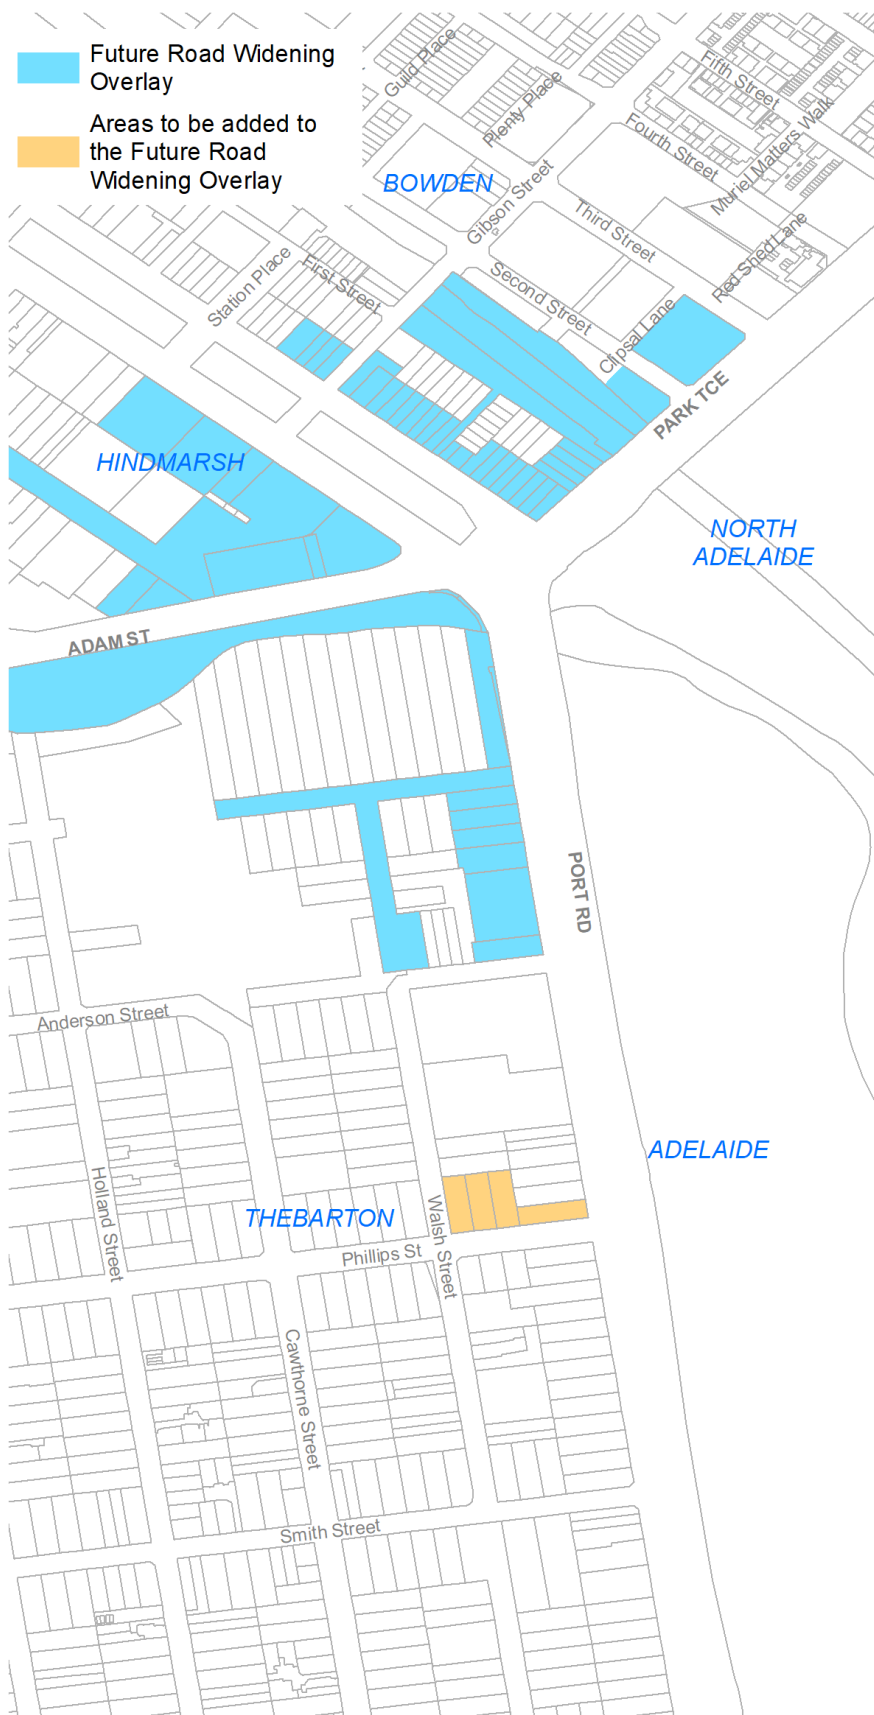 Future Road Widening
Overlay
Areas to be added to
the Future Road
Widening Overlay
Guild Place
Plenty Place
Fifth Street
Fourth Street
Muriel Matters Walk
BOWDEN
Gibson Street
Third Street
Red Shed Lane
Station Place
First Street
Second Street
Clipsal Lane
PARK TCE
HINDMARSH
NORTH
ADELAIDE
ADAM ST
PORT RD
Anderson Street
ADELAIDE
Holland Street
THEBARTON
Walsh Street
Phillips St
Cawthorne Street
Smith Street